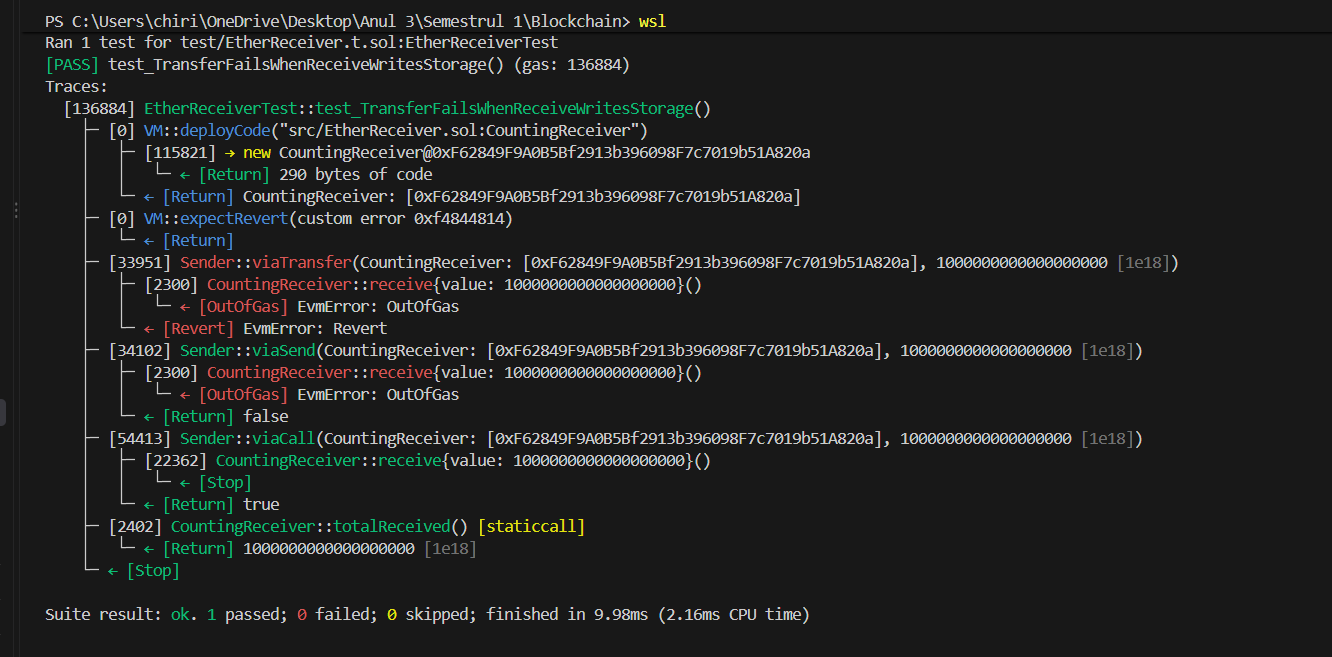 PS C:\Users\chiri\OneDrive\Desktop\Anul 3\Semestrul 1\Blockchain> wsl
Ran 1 test for test/EtherReceiver.t.sol:EtherReceiverTest
[PASS] test_TransferFailsWhenReceiveWritesStorage() (gas: 136884)
Traces:
[136884] EtherReceiverTest::test_TransferFailsWhenReceiveWritesStorage()
├─ [0] VM::deployCode("src/EtherReceiver.sol:CountingReceiver")
│ ├─ [115821] → new CountingReceiver@0xF62849F9A0B5Bf2913b396098F7c7019b51A820a
│ │ └─ ← [Return] 290 bytes of code
│ └─ ← [Return] CountingReceiver: [0xF62849F9A0B5Bf2913b396098F7c7019b51A820a]
├─ [0] VM::expectRevert(custom error 0xf4844814)
│ └─ ← [Return]
├─ [33951] Sender::viaTransfer(CountingReceiver: [0xF62849F9A0B5Bf2913b396098F7c7019b51A820a], 1000000000000000000 [1e18])
│ ├─ [2300] CountingReceiver::receive{value: 1000000000000000000}()
│ │ └─ ← [OutOfGas] EvmError: OutOfGas
│ └─ ← [Revert] EvmError: Revert
├─ [34102] Sender::viaSend(CountingReceiver: [0xF62849F9A0B5Bf2913b396098F7c7019b51A820a], 1000000000000000000 [1e18])
│ ├─ [2300] CountingReceiver::receive{value: 1000000000000000000}()
│ │ └─ ← [OutOfGas] EvmError: OutOfGas
│ └─ ← [Return] false
├─ [54413] Sender::viaCall(CountingReceiver: [0xF62849F9A0B5Bf2913b396098F7c7019b51A820a], 1000000000000000000 [1e18])
│ ├─ [22362] CountingReceiver::receive{value: 1000000000000000000}()
│ │ └─ ← [Stop]
│ └─ ← [Return] true
├─ [2402] CountingReceiver::totalReceived() [staticcall]
│ └─ ← [Return] 1000000000000000000 [1e18]
└─ ← [Stop]
Suite result: ok. 1 passed; 0 failed; 0 skipped; finished in 9.98ms (2.16ms CPU time)